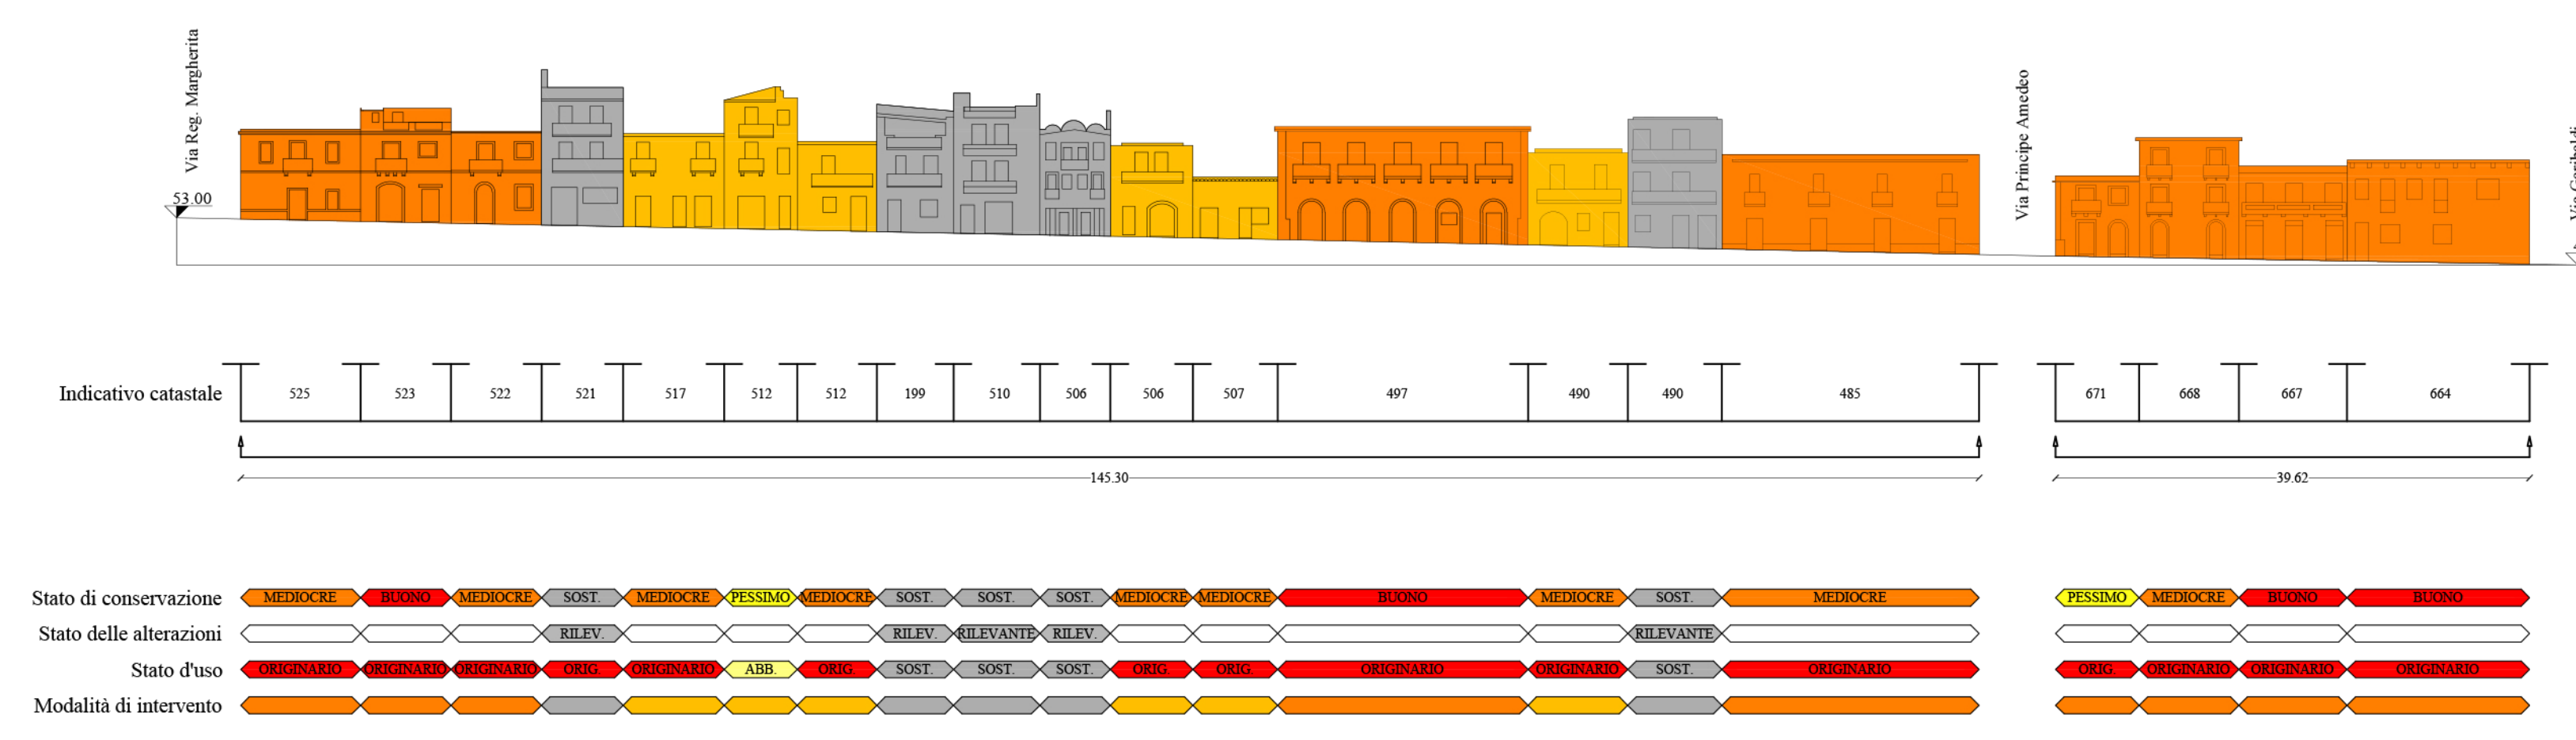 Via Reg. Margherita
Via Principe Amedeo
53.00
Indicativo catastale 525 523 522 521 517 512 512 199 510 506 506 507 497 490 490 485 671 668 667 664
145.30 39.62
Stato di conservazione MEDIOCRE BUONO MEDIOCRE SOST. MEDIOCRE PESSIMO MEDIOCRE SOST. SOST. SOST. MEDIOCRE MEDIOCRE BUONO MEDIOCRE SOST. MEDIOCRE PESSIMO MEDIOCRE BUONO BUONO
Stato delle alterazioni RILEV. RILEV. RILEVANTE RILEV. RILEVANTE
Stato d'uso ORIGINARIO ORIGINARIO ORIGINARIO ORIG. ORIGINARIO ABB. ORIG. SOST. SOST. SOST. ORIG. ORIG. ORIGINARIO ORIGINARIO SOST. ORIGINARIO ORIG. ORIGINARIO ORIGINARIO ORIGINARIO
Modalità di intervento